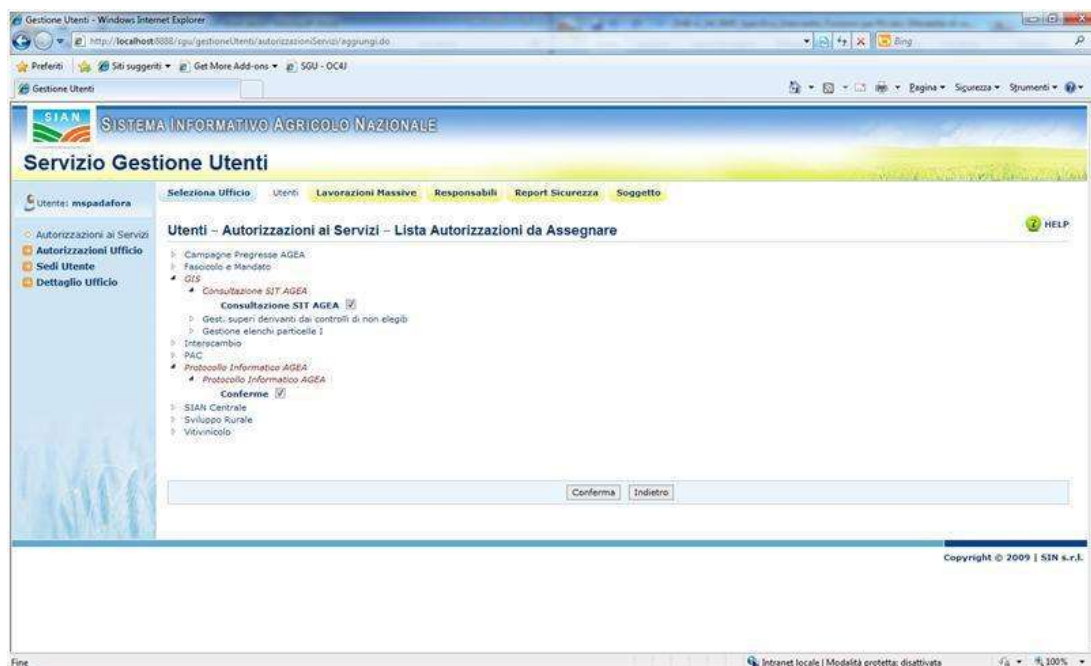 Gestione Utenti - Windows Internet Explorer
http://localhost:8888/cgu/gestioneUtenti/autorizzazioniServizi/aggiungi.do
Bing
Preferiti Siti suggeriti Get More Add-ons SGU - OC4J
Gestione Utenti
Pagina Sicurezza Strumenti
SIAN
SISTEMA INFORMATIVO AGRICOLO NAZIONALE
Servizio Gestione Utenti
Utente: mspadafora
Seleziona Ufficio Utenti Lavorazioni Massive Responsabili Report Sicurezza Soggetto
HELP
Autorizzazioni ai Servizi
Autorizzazioni Ufficio
Sedi Utente
Dettaglio Ufficio
Utenti – Autorizzazioni ai Servizi – Lista Autorizzazioni da Assegnare
Campagne Pregresse AGEA
Fascicolo e Mandato
GIS
Consultazione SIT AGEA
Consultazione SIT AGEA
Gest. superi derivanti dai controlli di non elegib
Gestione elenchi particelle I
Interscambio
PAC
Protocollo Informatico AGEA
Protocollo Informatico AGEA
Conferme
SIAN Centrale
Sviluppo Rurale
Vitivinicolo
Conferma Indietro
Copyright © 2009 | SIN s.r.l.
Fine
Intranet locale | Modalità protetta: disattivata
100%